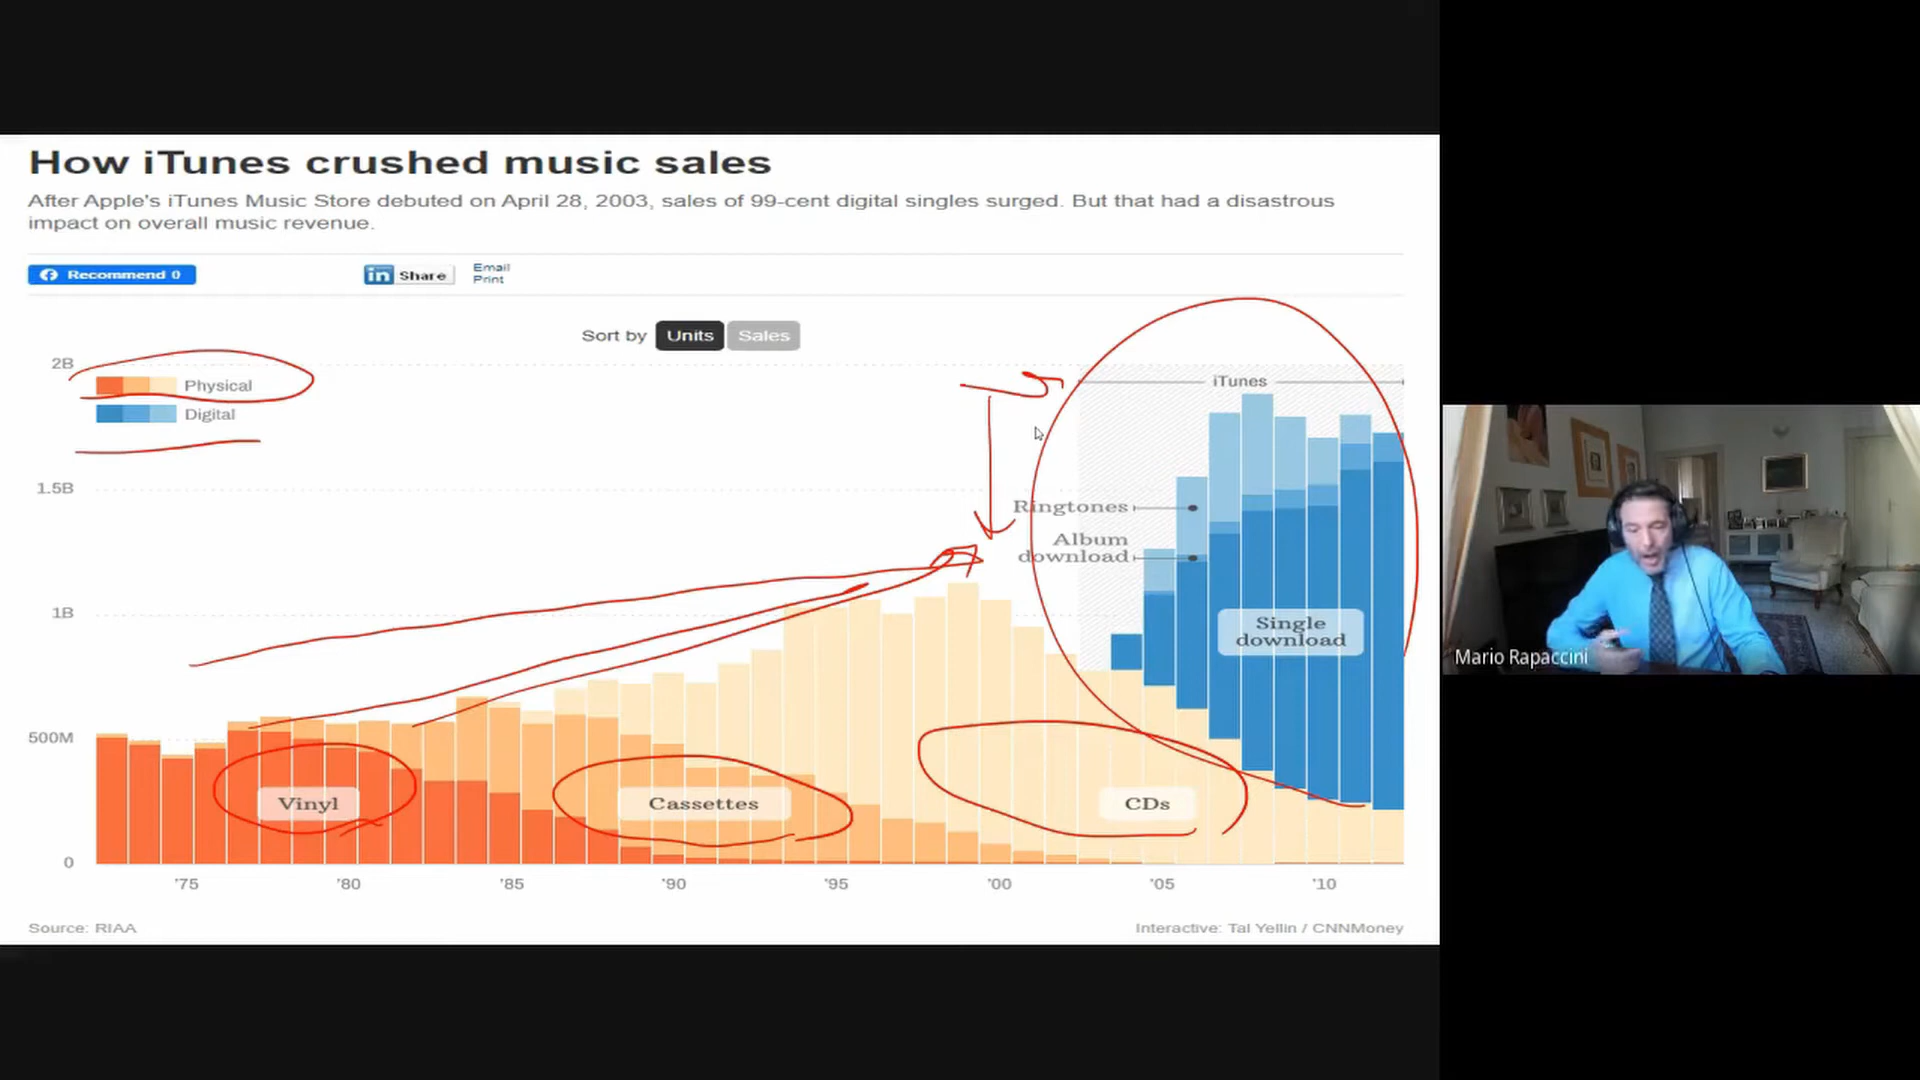 How iTunes crushed music sales
After Apple's iTunes Music Store debuted on April 28, 2003, sales of 99-cent digital singles surged. But that had a disastrous
impact on overall music revenue.
Recommend 0
in Share
Email
Print
Sort by Units Sales
2B
Physical
Digital
iTunes
1.5B
Ringtones
Album
download
1B
Single
download
500M
Vinyl
Cassettes
CDs
0
'75 '80 '85 '90 '95 '00 '05 '10
Source: RIAA
Interactive: Tal Yellin / CNNMoney
Mario Rapaccini